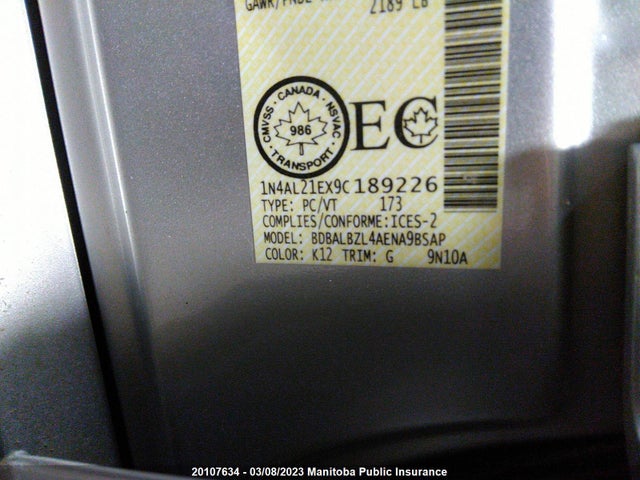 2189 LB
CMVSS · CANADA · NSVAC · TRANSPORT ·
986
EC
1N4AL21EX9C189226
TYPE: PC/VT 173
COMPLIES/CONFORME:ICES-2
MODEL: BDBALBZL4AENA9BSAP
COLOR: K12 TRIM: G 9N10A
20107634 - 03/08/2023 Manitoba Public Insurance